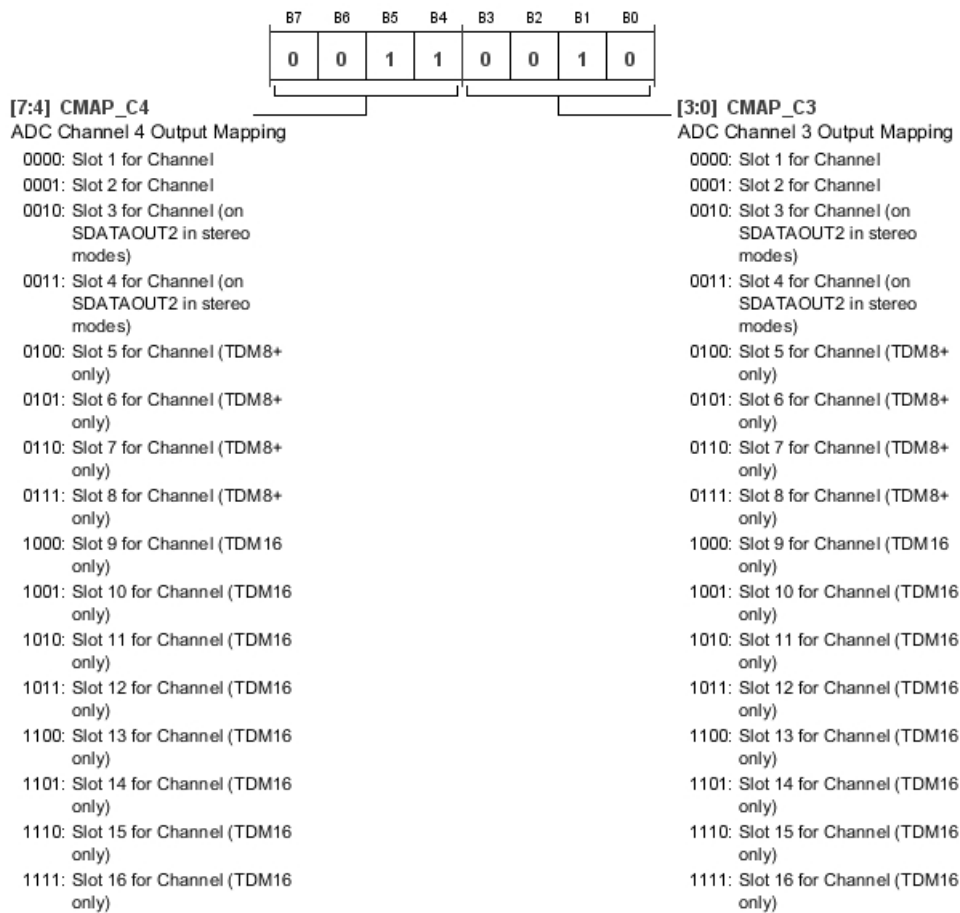 B7 B6 B5 B4 B3 B2 B1 B0
0 0 1 1 0 0 1 0
[7:4] CMAP_C4
ADC Channel 4 Output Mapping
0000: Slot 1 for Channel
0001: Slot 2 for Channel
0010: Slot 3 for Channel (on
SDATAOUT2 in stereo
modes)
0011: Slot 4 for Channel (on
SDATAOUT2 in stereo
modes)
0100: Slot 5 for Channel (TDM8+
only)
0101: Slot 6 for Channel (TDM8+
only)
0110: Slot 7 for Channel (TDM8+
only)
0111: Slot 8 for Channel (TDM8+
only)
1000: Slot 9 for Channel (TDM16
only)
1001: Slot 10 for Channel (TDM16
only)
1010: Slot 11 for Channel (TDM16
only)
1011: Slot 12 for Channel (TDM16
only)
1100: Slot 13 for Channel (TDM16
only)
1101: Slot 14 for Channel (TDM16
only)
1110: Slot 15 for Channel (TDM16
only)
1111: Slot 16 for Channel (TDM16
only)
[3:0] CMAP_C3
ADC Channel 3 Output Mapping
0000: Slot 1 for Channel
0001: Slot 2 for Channel
0010: Slot 3 for Channel (on
SDATAOUT2 in stereo
modes)
0011: Slot 4 for Channel (on
SDATAOUT2 in stereo
modes)
0100: Slot 5 for Channel (TDM8+
only)
0101: Slot 6 for Channel (TDM8+
only)
0110: Slot 7 for Channel (TDM8+
only)
0111: Slot 8 for Channel (TDM8+
only)
1000: Slot 9 for Channel (TDM16
only)
1001: Slot 10 for Channel (TDM16
only)
1010: Slot 11 for Channel (TDM16
only)
1011: Slot 12 for Channel (TDM16
only)
1100: Slot 13 for Channel (TDM16
only)
1101: Slot 14 for Channel (TDM16
only)
1110: Slot 15 for Channel (TDM16
only)
1111: Slot 16 for Channel (TDM16
only)